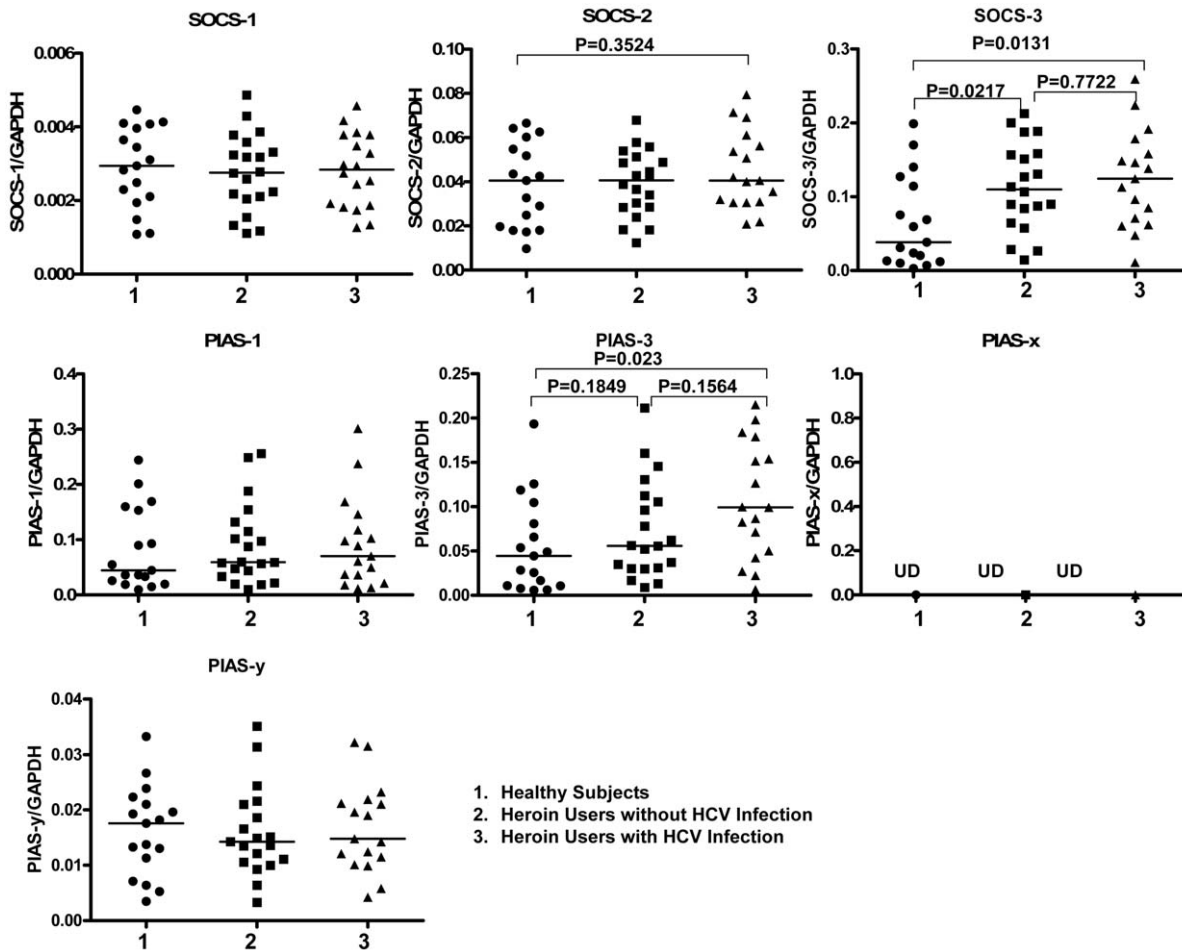 SOCS-1
SOCS-1/GAPDH
0.006
0.004
0.002
0.000
1 2 3
SOCS-2
SOCS-2/GAPDH
0.10
0.08
0.06
0.04
0.02
0.00
P=0.3524
1 2 3
SOCS-3
SOCS-3/GAPDH
0.3
0.2
0.1
0.0
P=0.0131
P=0.0217
P=0.7722
1 2 3
PIAS-1
PIAS-1/GAPDH
0.4
0.3
0.2
0.1
0.0
1 2 3
PIAS-3
PIAS-3/GAPDH
0.25
0.20
0.15
0.10
0.05
0.00
P=0.023
P=0.1849
P=0.1564
1 2 3
PIAS-x
PIAS-x/GAPDH
1.0
0.8
0.6
0.4
0.2
0.0
UD UD UD
1 2 3
PIAS-y
PIAS-y/GAPDH
0.04
0.03
0.02
0.01
0.00
1 2 3
1. Healthy Subjects
2. Heroin Users without HCV Infection
3. Heroin Users with HCV Infection